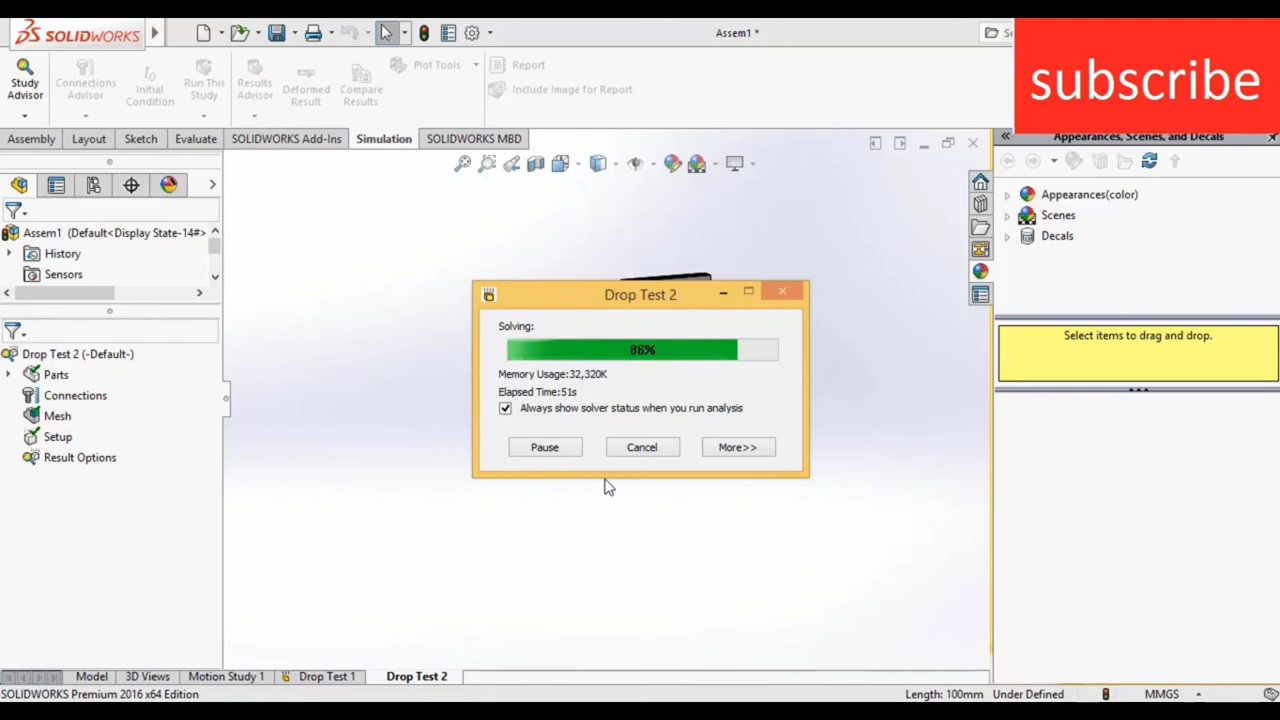 SOLIDWORKS
Assem1 *
subscribe
Study Advisor
Connections Advisor
Initial Condition
Run This Study
Results Advisor
Deformed Result
Compare Results
Plot Tools
Report
Include Image for Report
Assembly Layout Sketch Evaluate SOLIDWORKS Add-Ins Simulation SOLIDWORKS MBD
Appearances, Scenes, and Decals
Appearances(color)
Scenes
Decals
Select items to drag and drop.
Assem1 (Default<Display State-14#>
History
Sensors
Drop Test 2 (-Default-)
Parts
Connections
Mesh
Setup
Result Options
Drop Test 2
Solving:
86%
Memory Usage:32,320K
Elapsed Time:51s
Always show solver status when you run analysis
Pause Cancel More>>
Model 3D Views Motion Study 1 Drop Test 1 Drop Test 2
SOLIDWORKS Premium 2016 x64 Edition Length: 100mm Under Defined MMGS